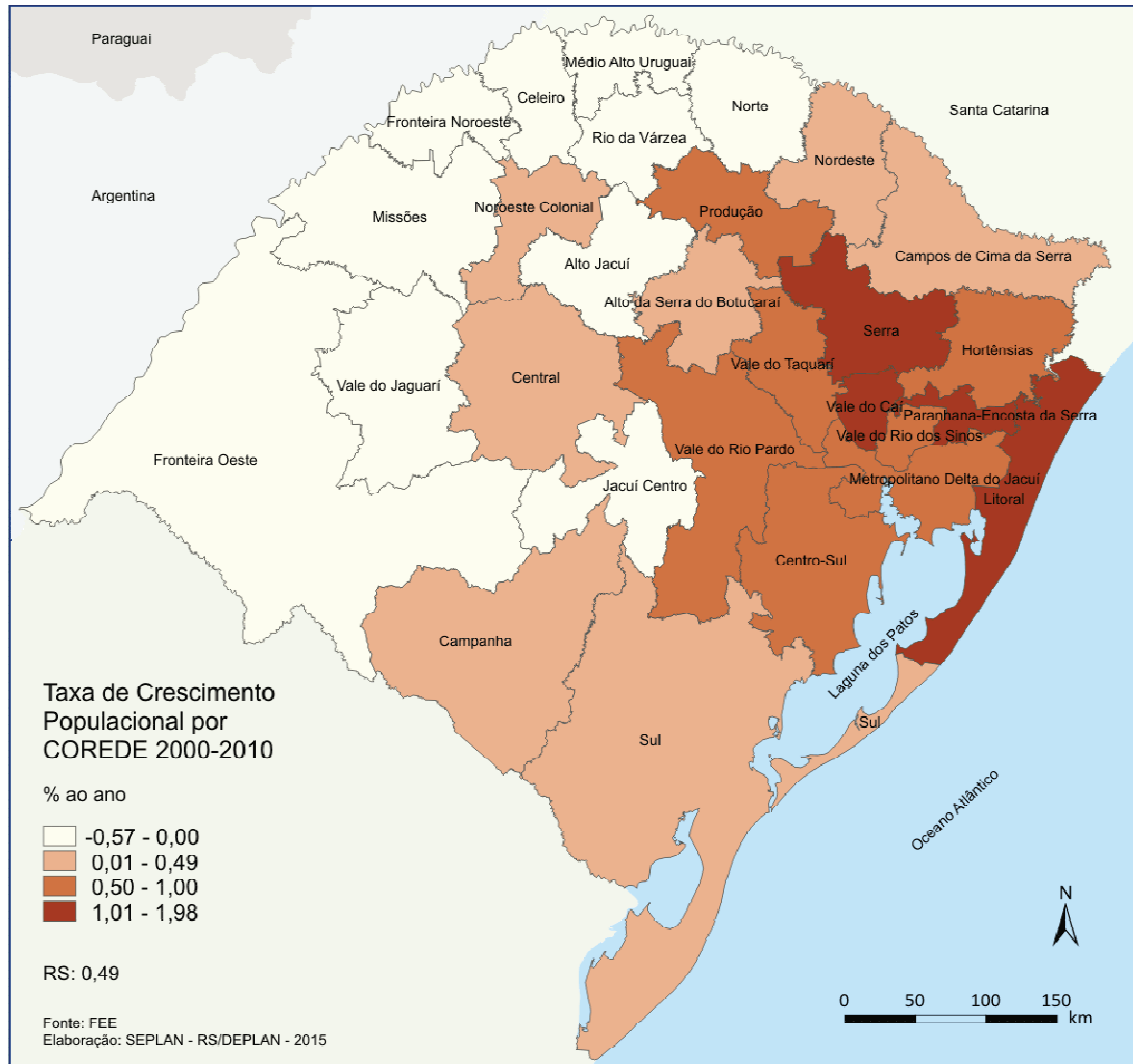 Paraguai
Médio Alto Uruguai
Celeiro
Norte
Santa Catarina
Fronteira Noroeste
Rio da Várzea
Nordeste
Argentina
Missões
Noroeste Colonial
Produção
Alto Jacuí
Campos de Cima da Serra
Alto da Serra do Botucaraí
Serra
Hortênsias
Vale do Taquarí
Central
Vale do Jaguarí
Vale do Caí
Paranhana-Encosta da Serra
Vale do Rio dos Sinos
Vale do Rio Pardo
Fronteira Oeste
Metropolitano Delta do Jacuí
Jacuí Centro
Litoral
Centro-Sul
Campanha
Laguna dos Patos
Sul
Sul
Oceano Atlântico
Taxa de Crescimento
Populacional por
COREDE 2000-2010
% ao ano
-0,57 - 0,00
0,01 - 0,49
0,50 - 1,00
1,01 - 1,98
RS: 0,49
Fonte: FEE
Elaboração: SEPLAN - RS/DEPLAN - 2015
N
0 50 100 150
km